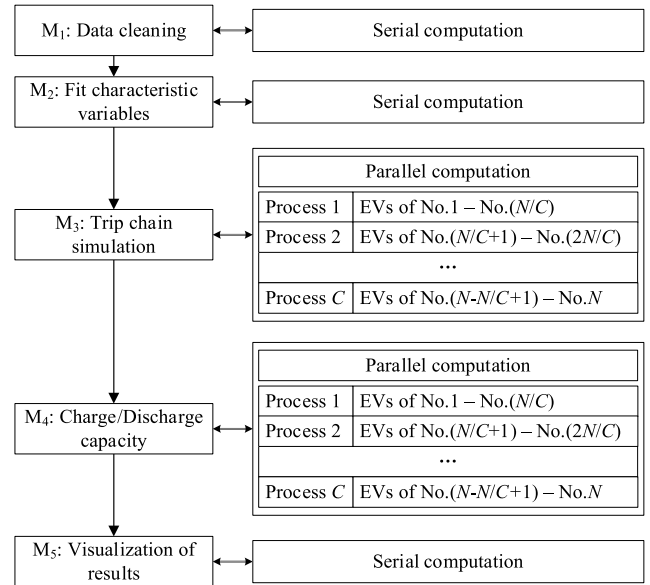 M₁: Data cleaning
Serial computation
M₂: Fit characteristic
variables
Serial computation
M₃: Trip chain
simulation
Parallel computation
Process 1 EVs of No.1 – No.(N/C)
Process 2 EVs of No.(N/C+1) – No.(2N/C)
...
Process C EVs of No.(N-N/C+1) – No.N
M₄: Charge/Discharge
capacity
Parallel computation
Process 1 EVs of No.1 – No.(N/C)
Process 2 EVs of No.(N/C+1) – No.(2N/C)
...
Process C EVs of No.(N-N/C+1) – No.N
M₅: Visualization of
results
Serial computation